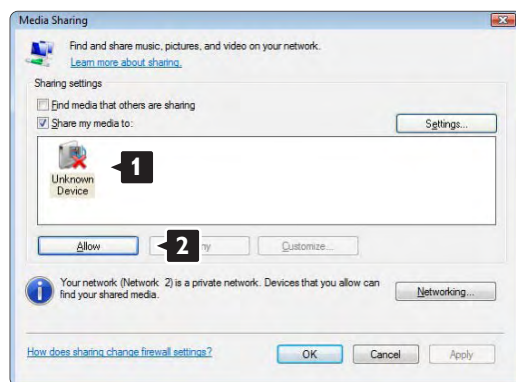 Media Sharing
Find and share music, pictures, and video on your network.
Learn more about sharing.
Sharing settings
Find media that others are sharing
Share my media to:
Settings...
Unknown
Device
1
Allow
2
ny
Customize...
Your network (Network 2) is a private network. Devices that you allow can
find your shared media.
Networking...
How does sharing change firewall settings?
OK
Cancel
Apply